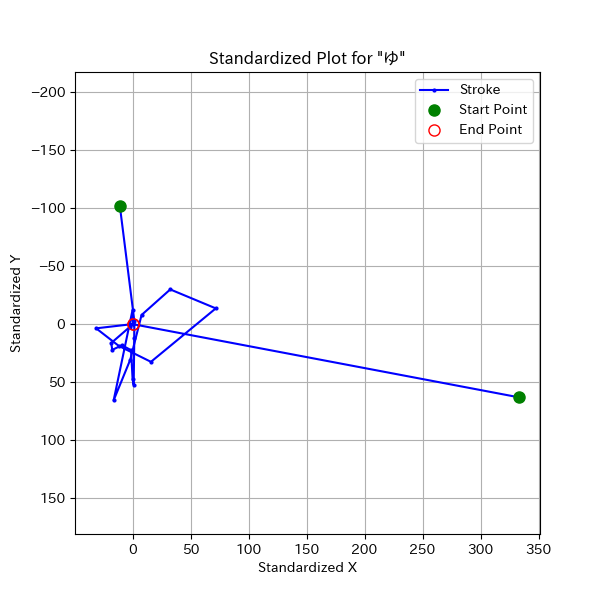 Standardized Plot for "ゆ"
Stroke
Start Point
End Point
Standardized Y
−200
−150
−100
−50
0
50
100
150
0 50 100 150 200 250 300 350
Standardized X